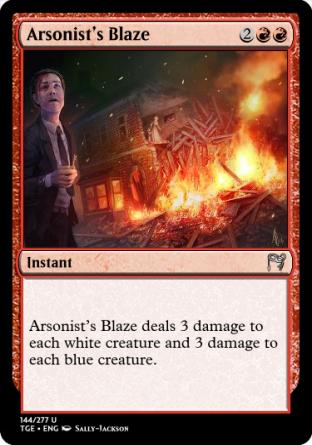 Arsonist's Blaze 2
Instant
Arsonist's Blaze deals 3 damage to
each white creature and 3 damage to
each blue creature.
144/277 U
TGE • ENG Sally-Jackson